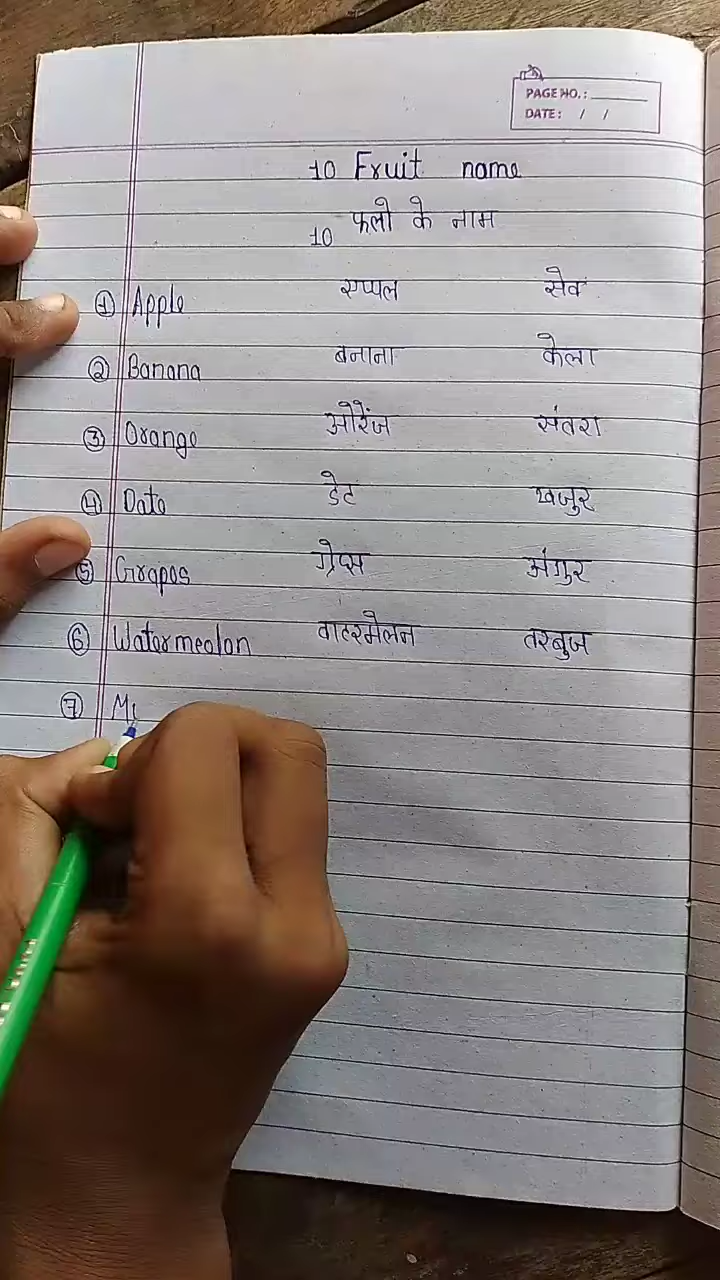 PAGE NO.:
DATE: / /
10 Fruit name
10 फलो के नाम
① Apple एप्पल सेव
② Banana बनाना केला
③ Orange ओरेंज संतरा
④ Date डेट खजुर
⑤ Grapes ग्रेप्स अंगुर
⑥ Watermealon वाटरमेलन तरबुज
⑦